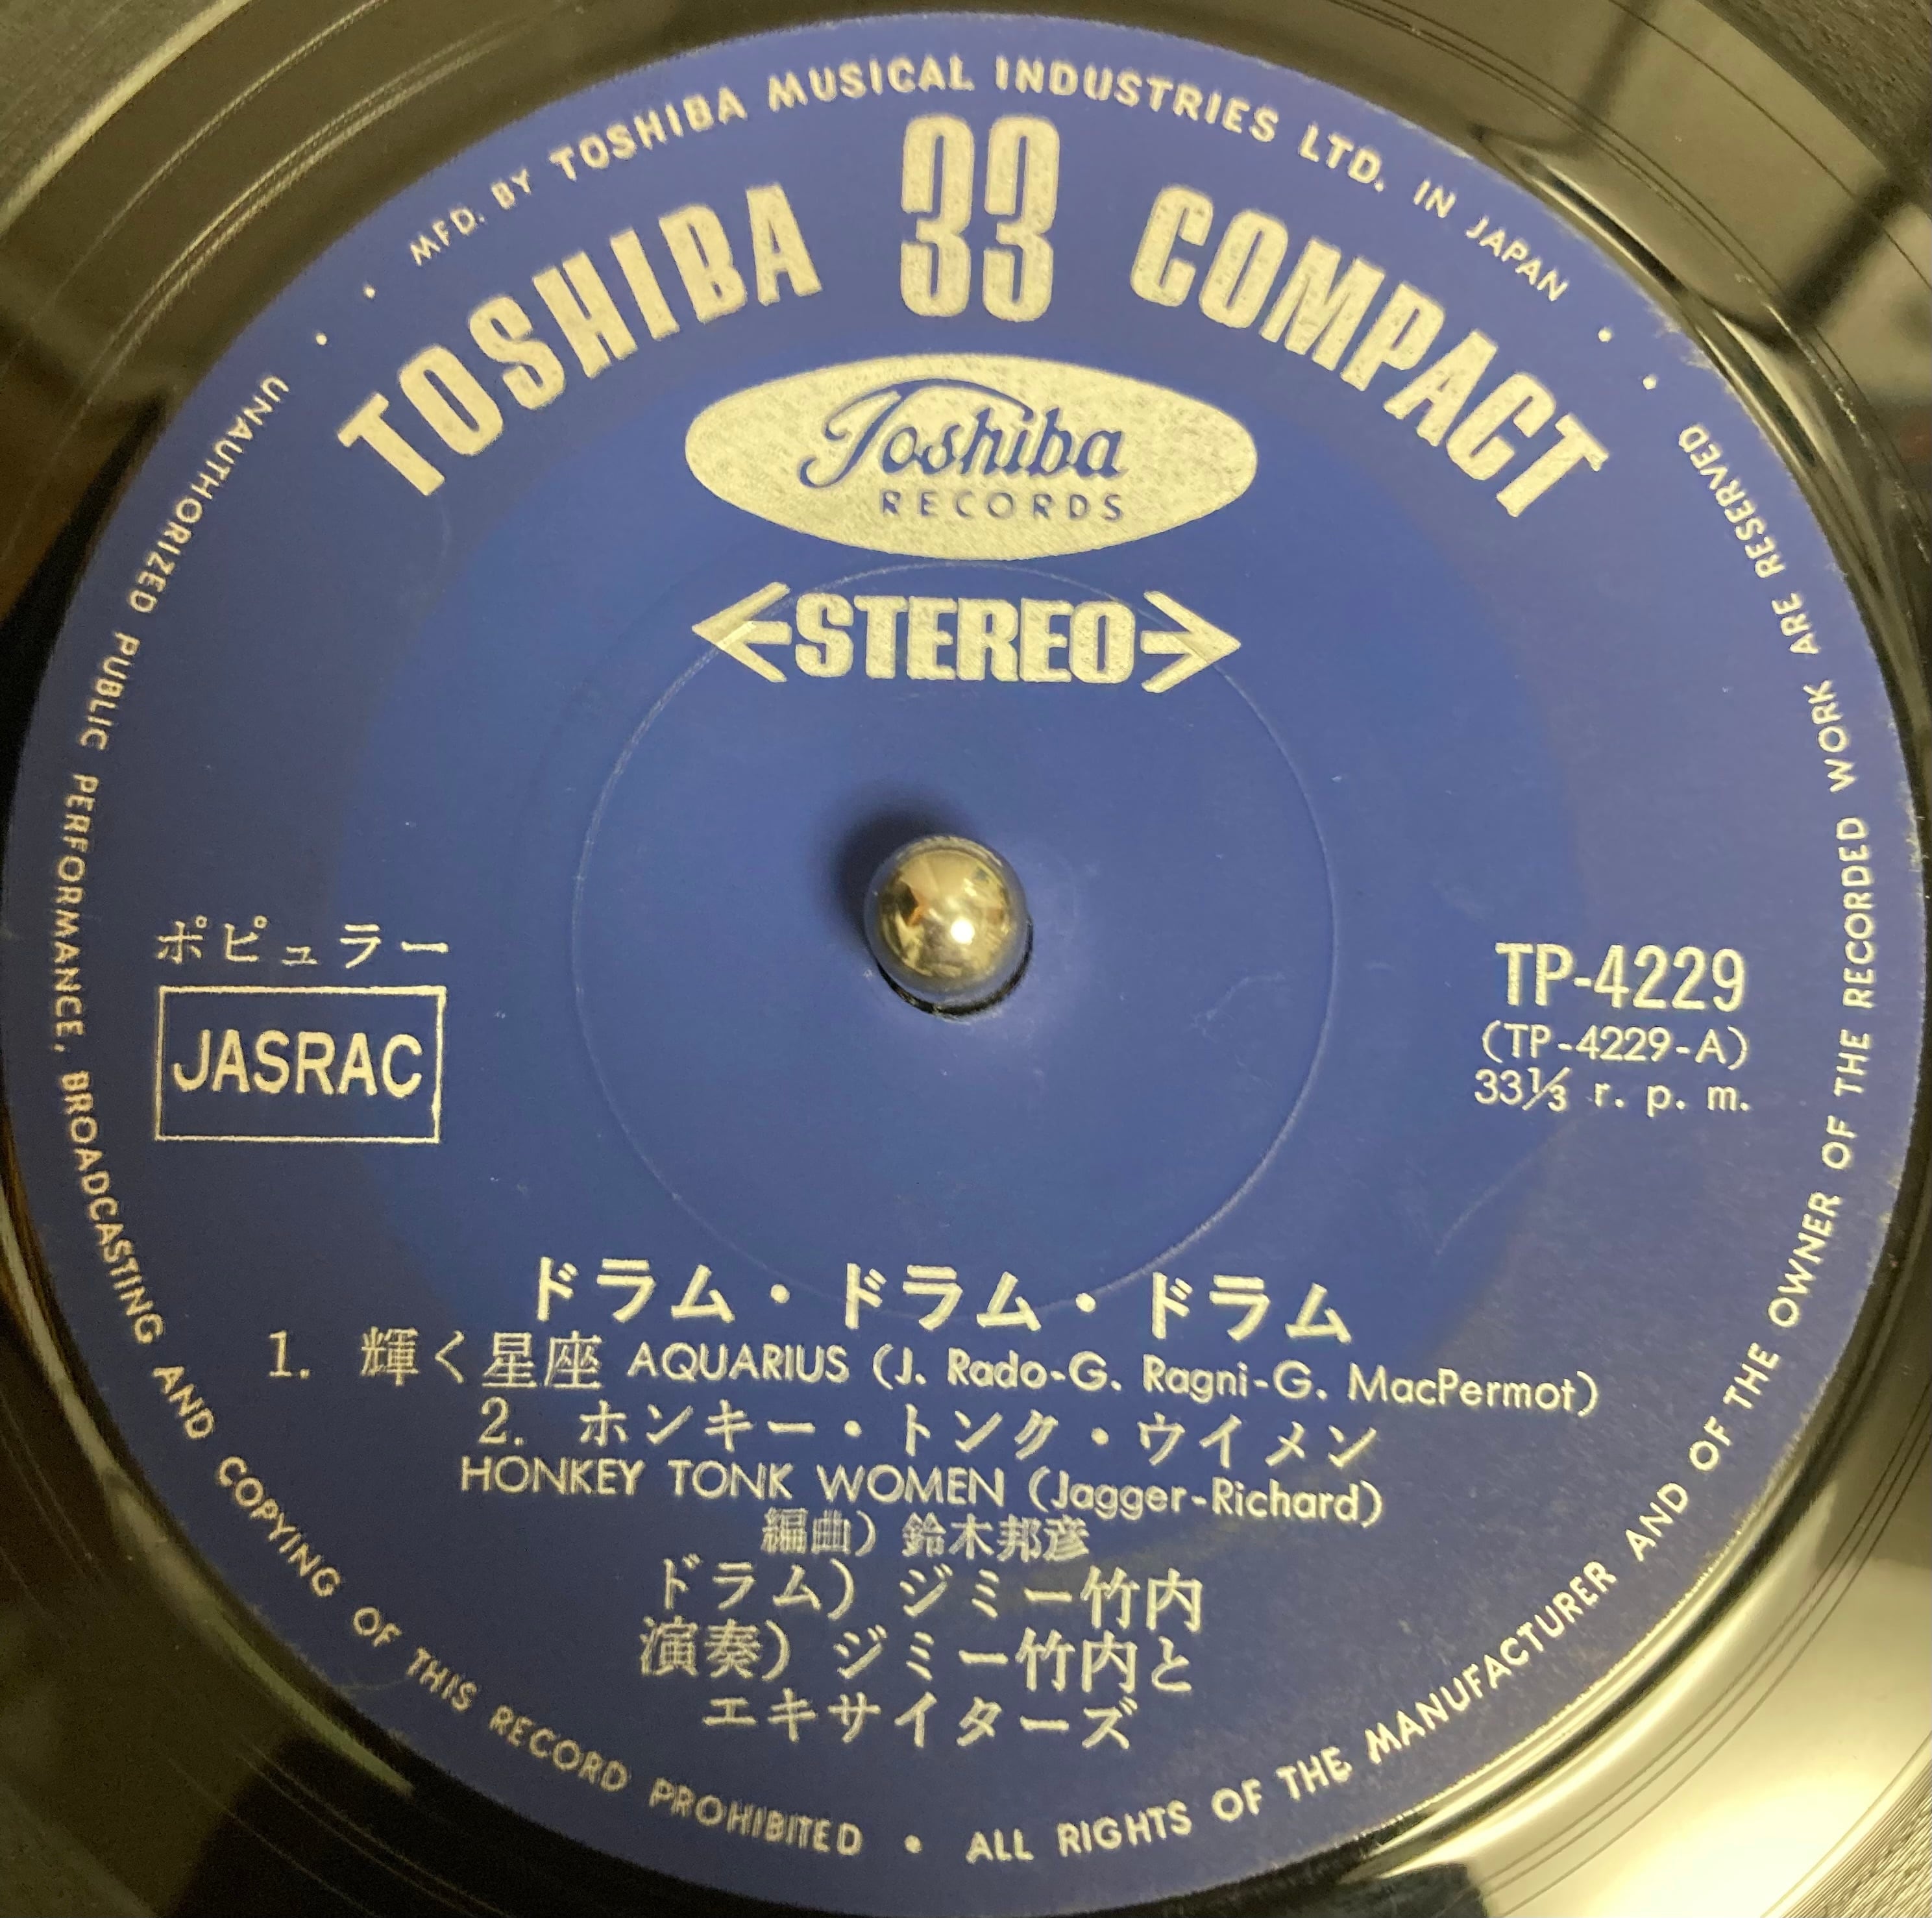 MFD. BY TOSHIBA MUSICAL INDUSTRIES LTD. IN JAPAN
TOSHIBA 33 COMPACT
Toshiba
RECORDS
STEREO
ポピュラー
JASRAC
TP-4229
(TP-4229-A)
33⅓ r. p. m.
ドラム・ドラム・ドラム
1. 輝く星座 AQUARIUS (J. Rado-G. Ragni-G. MacPermot)
2. ホンキー・トンク・ウイメン
HONKEY TONK WOMEN (Jagger-Richard)
編曲) 鈴木邦彦
ドラム) ジミー竹内
演奏) ジミー竹内と
エキサイターズ
UNAUTHORIZED PUBLIC PERFORMANCE, BROADCASTING AND COPYING OF THIS RECORD PROHIBITED • ALL RIGHTS OF THE MANUFACTURER AND OF THE OWNER OF THE RECORDED WORK ARE RESERVED